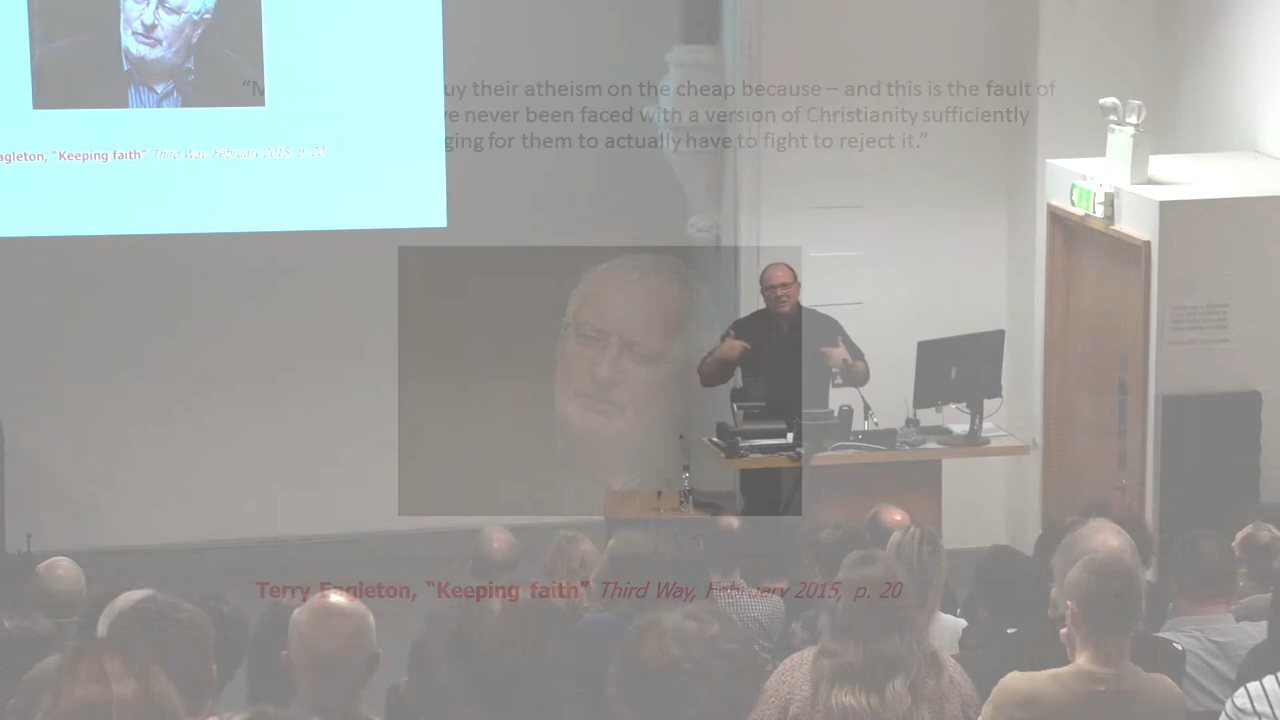 uy their atheism on the cheap because – and this is the fault of
ve never been faced with a version of Christianity sufficiently
ging for them to actually have to fight to reject it.”
agleton, “Keeping faith” Third Way, February 2015 p. 20
Terry Eagleton, “Keeping faith” Third Way, February 2015, p. 20